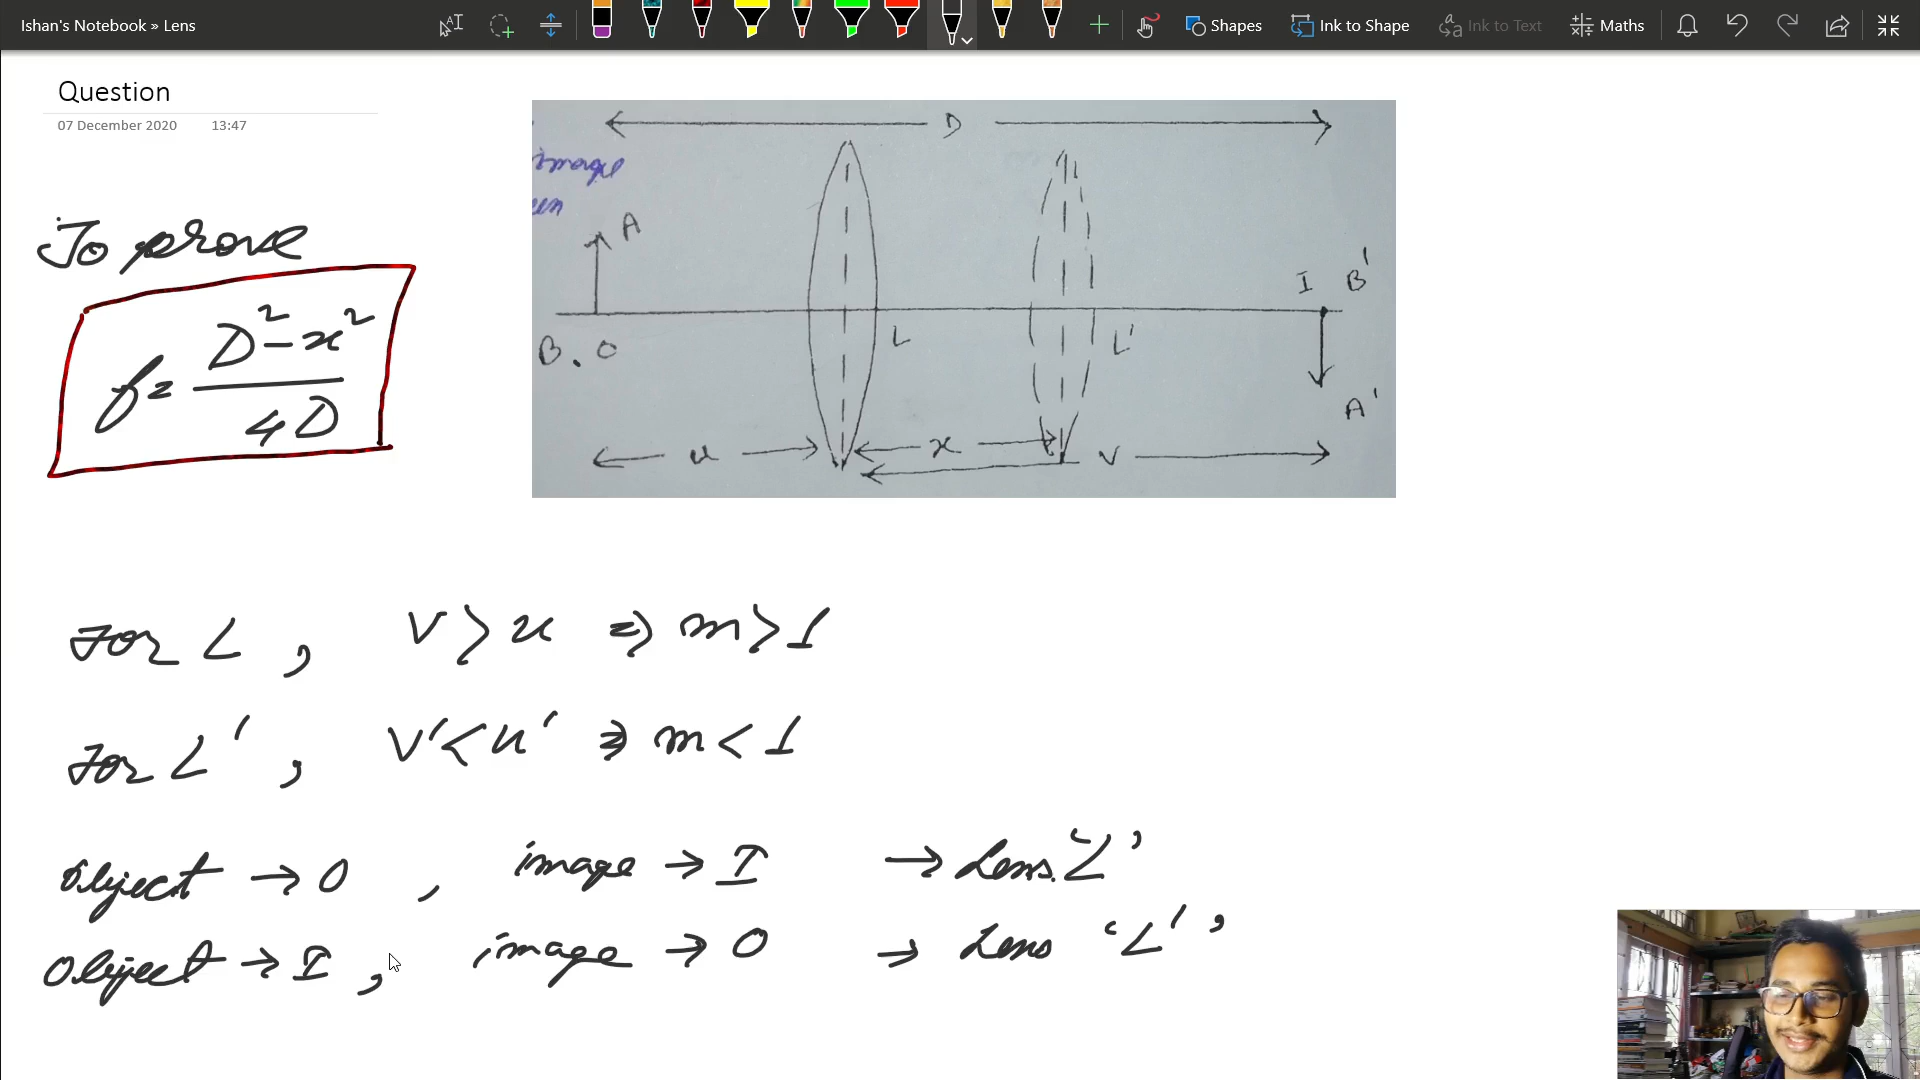 Ishan's Notebook » Lens
Shapes
Ink to Shape
Ink to Text
Maths
Question
07 December 2020 13:47
To prove
f = D² - x² / 4D
D
image
A
I B'
B. O
L
L'
A'
u
x
v
For L , v > u ⇒ m > 1
For L' , v' < u' ⇒ m < 1
Object → O , image → I → Lens 'L'
Object → I , image → O → Lens 'L''